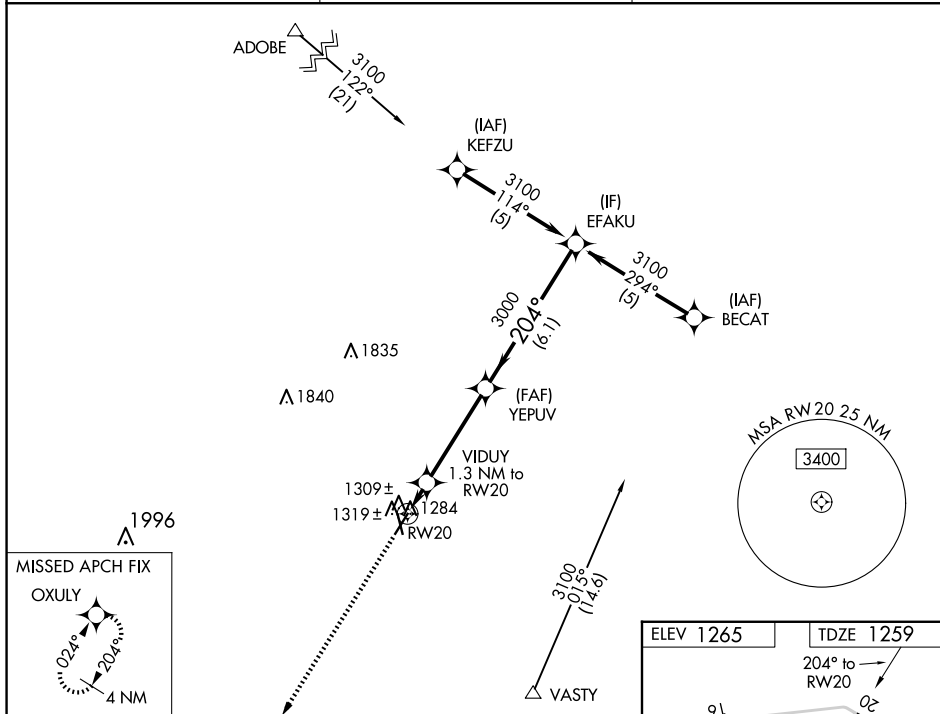 ADOBE
3100
122°
(21)
(IAF)
KEFZU
3100
114°
(5)
(IF)
EFAKU
3100
294°
(5)
(IAF)
BECAT
3000
204°
(6.1)
1835
1840
(FAF)
YEPUV
MSA RW20 25 NM
3400
VIDUY
1.3 NM to
RW20
1309±
1319±
1284
RW20
1996
MISSED APCH FIX
OXULY
024°
204°
4 NM
3100
015°
(14.6)
VASTY
ELEV 1265
TDZE 1259
204° to
RW20
20